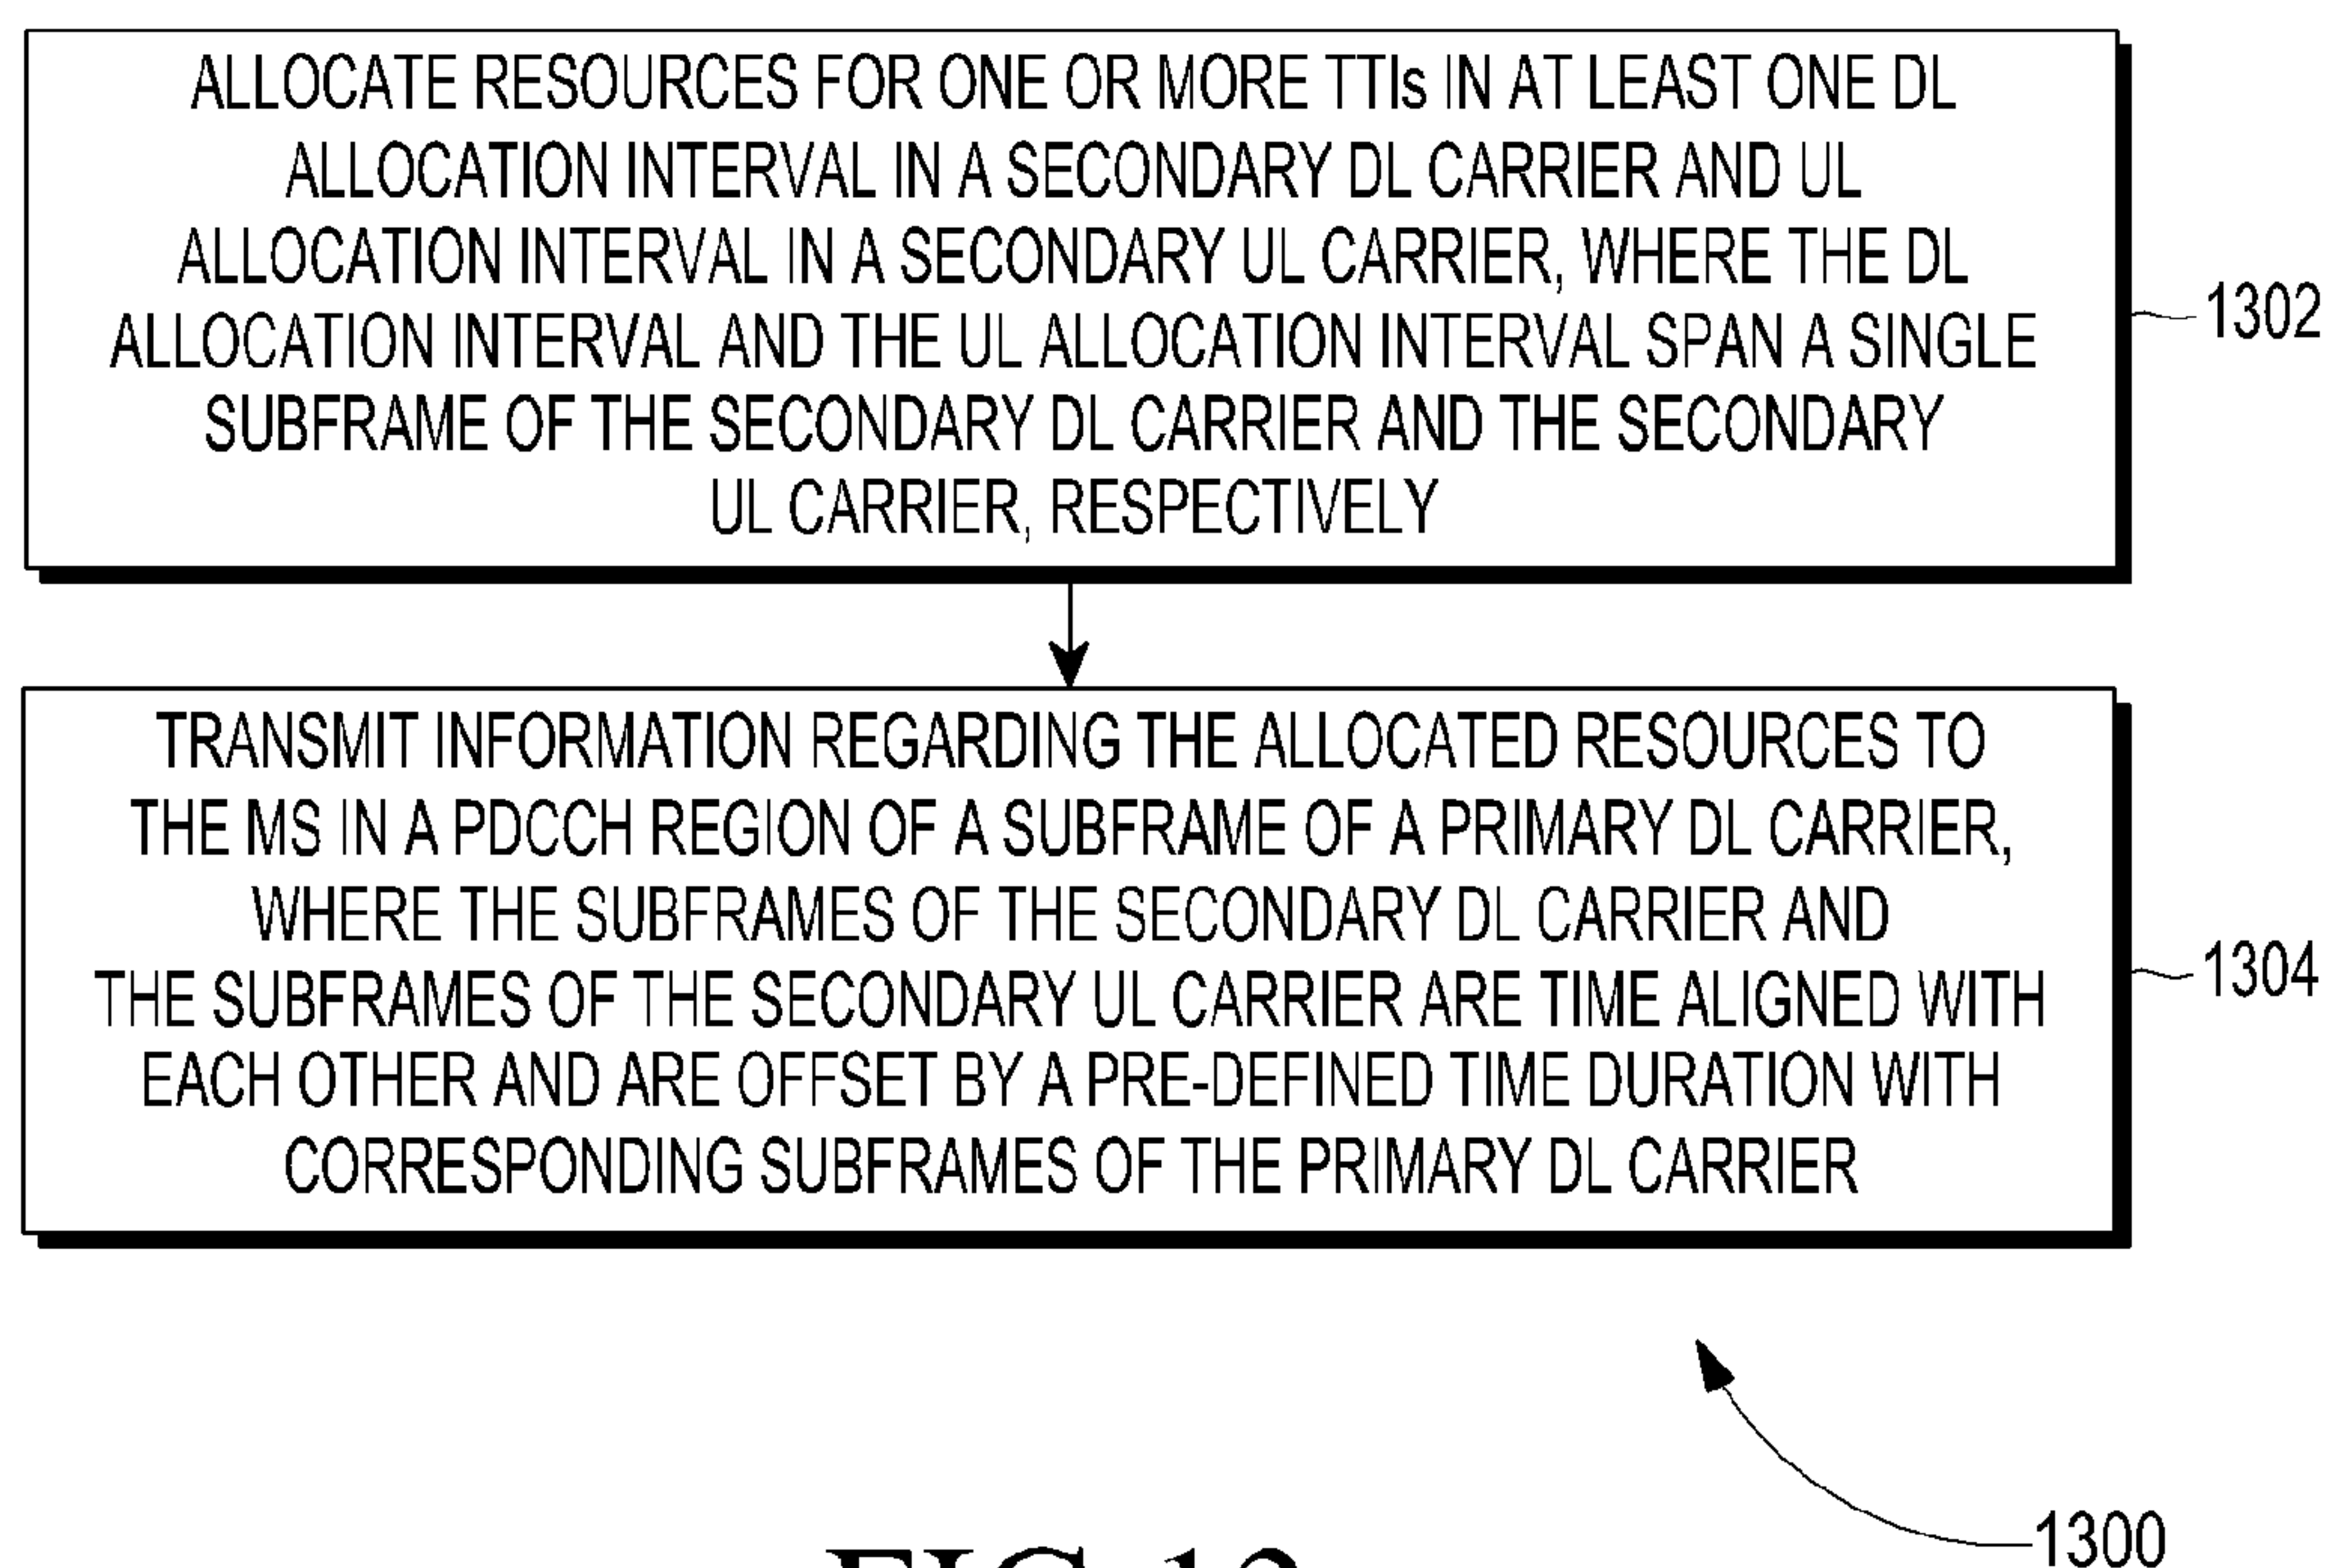 ALLOCATE RESOURCES FOR ONE OR MORE TTIs IN AT LEAST ONE DL
ALLOCATION INTERVAL IN A SECONDARY DL CARRIER AND UL
ALLOCATION INTERVAL IN A SECONDARY UL CARRIER, WHERE THE DL
ALLOCATION INTERVAL AND THE UL ALLOCATION INTERVAL SPAN A SINGLE
SUBFRAME OF THE SECONDARY DL CARRIER AND THE SECONDARY
UL CARRIER, RESPECTIVELY
1302
TRANSMIT INFORMATION REGARDING THE ALLOCATED RESOURCES TO
THE MS IN A PDCCH REGION OF A SUBFRAME OF A PRIMARY DL CARRIER,
WHERE THE SUBFRAMES OF THE SECONDARY DL CARRIER AND
THE SUBFRAMES OF THE SECONDARY UL CARRIER ARE TIME ALIGNED WITH
EACH OTHER AND ARE OFFSET BY A PRE-DEFINED TIME DURATION WITH
CORRESPONDING SUBFRAMES OF THE PRIMARY DL CARRIER
1304
1300